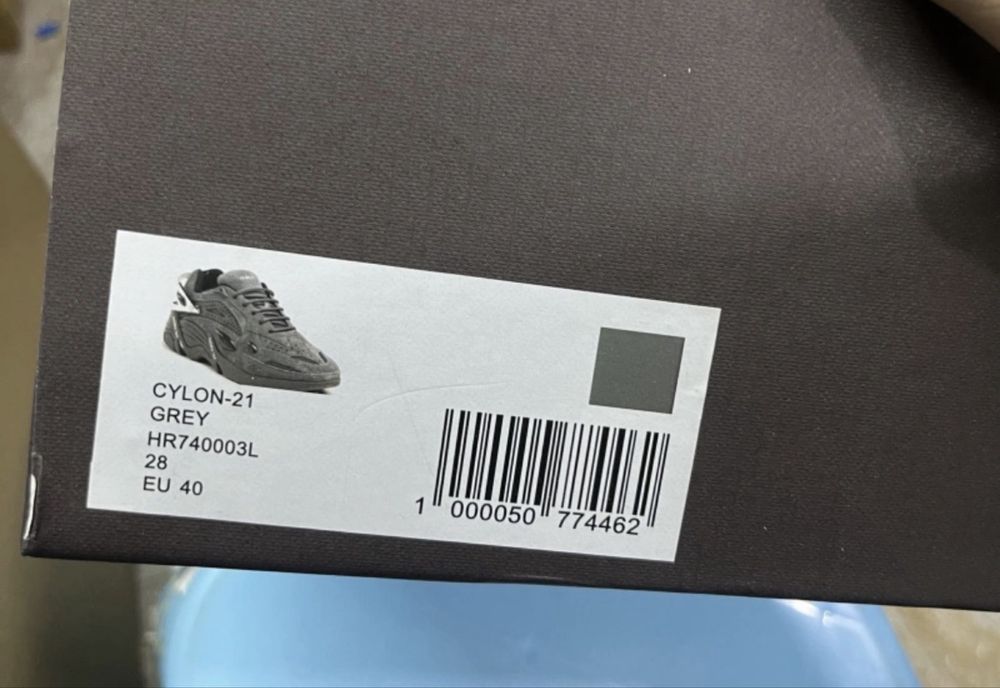 CYLON-21
GREY
HR740003L
28
EU 40
1 000050 774462